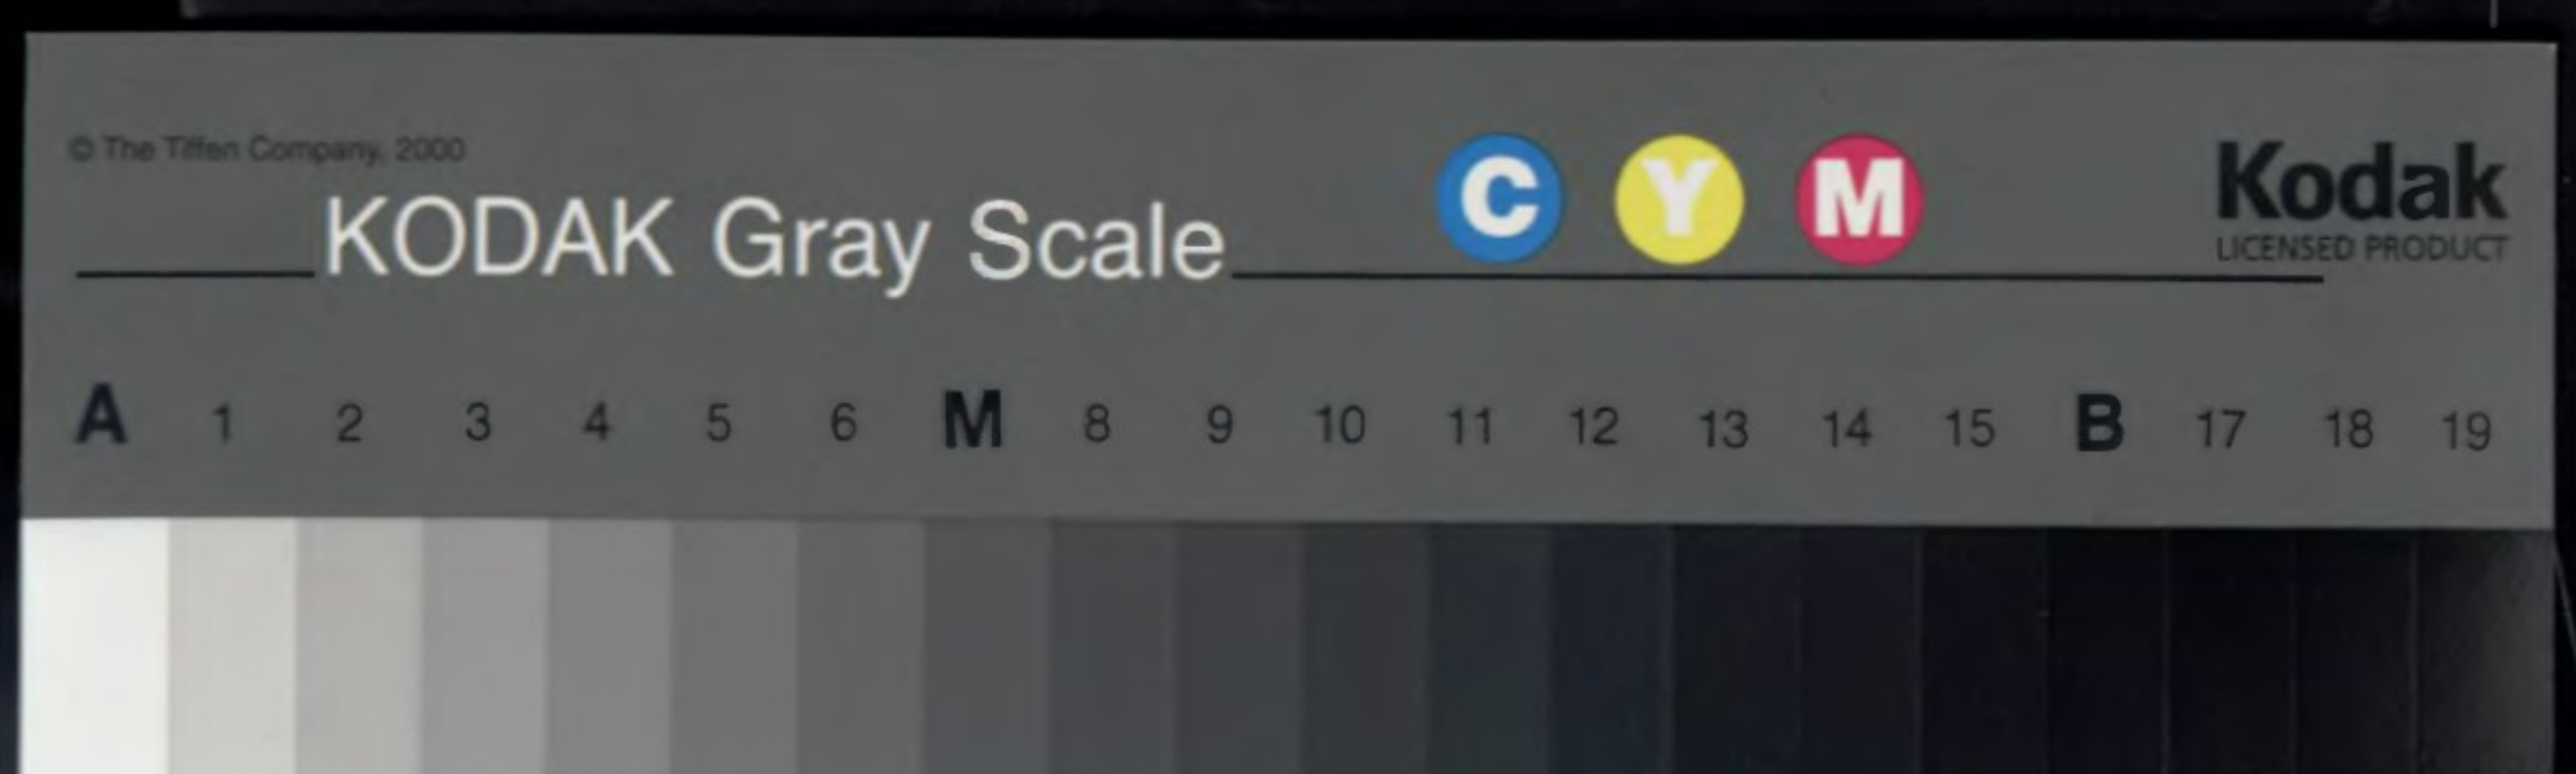 © The Tiffen Company, 2000
KODAK Gray Scale
C Y M
Kodak
LICENSED PRODUCT
A 1 2 3 4 5 6 M 8 9 10 11 12 13 14 15 B 17 18 19